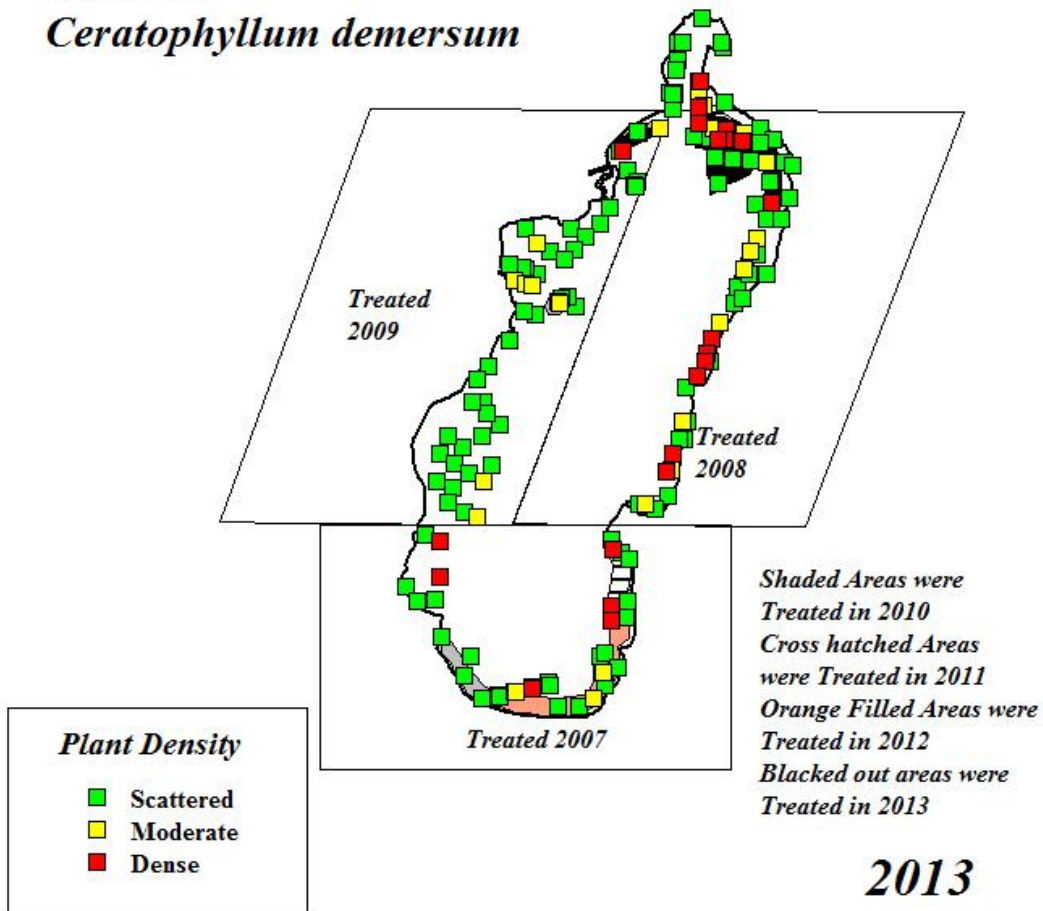 Ceratophyllum demersum
Treated
2009
Treated
2008
Shaded Areas were
Treated in 2010
Cross hatched Areas
were Treated in 2011
Orange Filled Areas were
Treated in 2012
Blacked out areas were
Treated in 2013
Treated 2007
Plant Density
Scattered
Moderate
Dense
2013